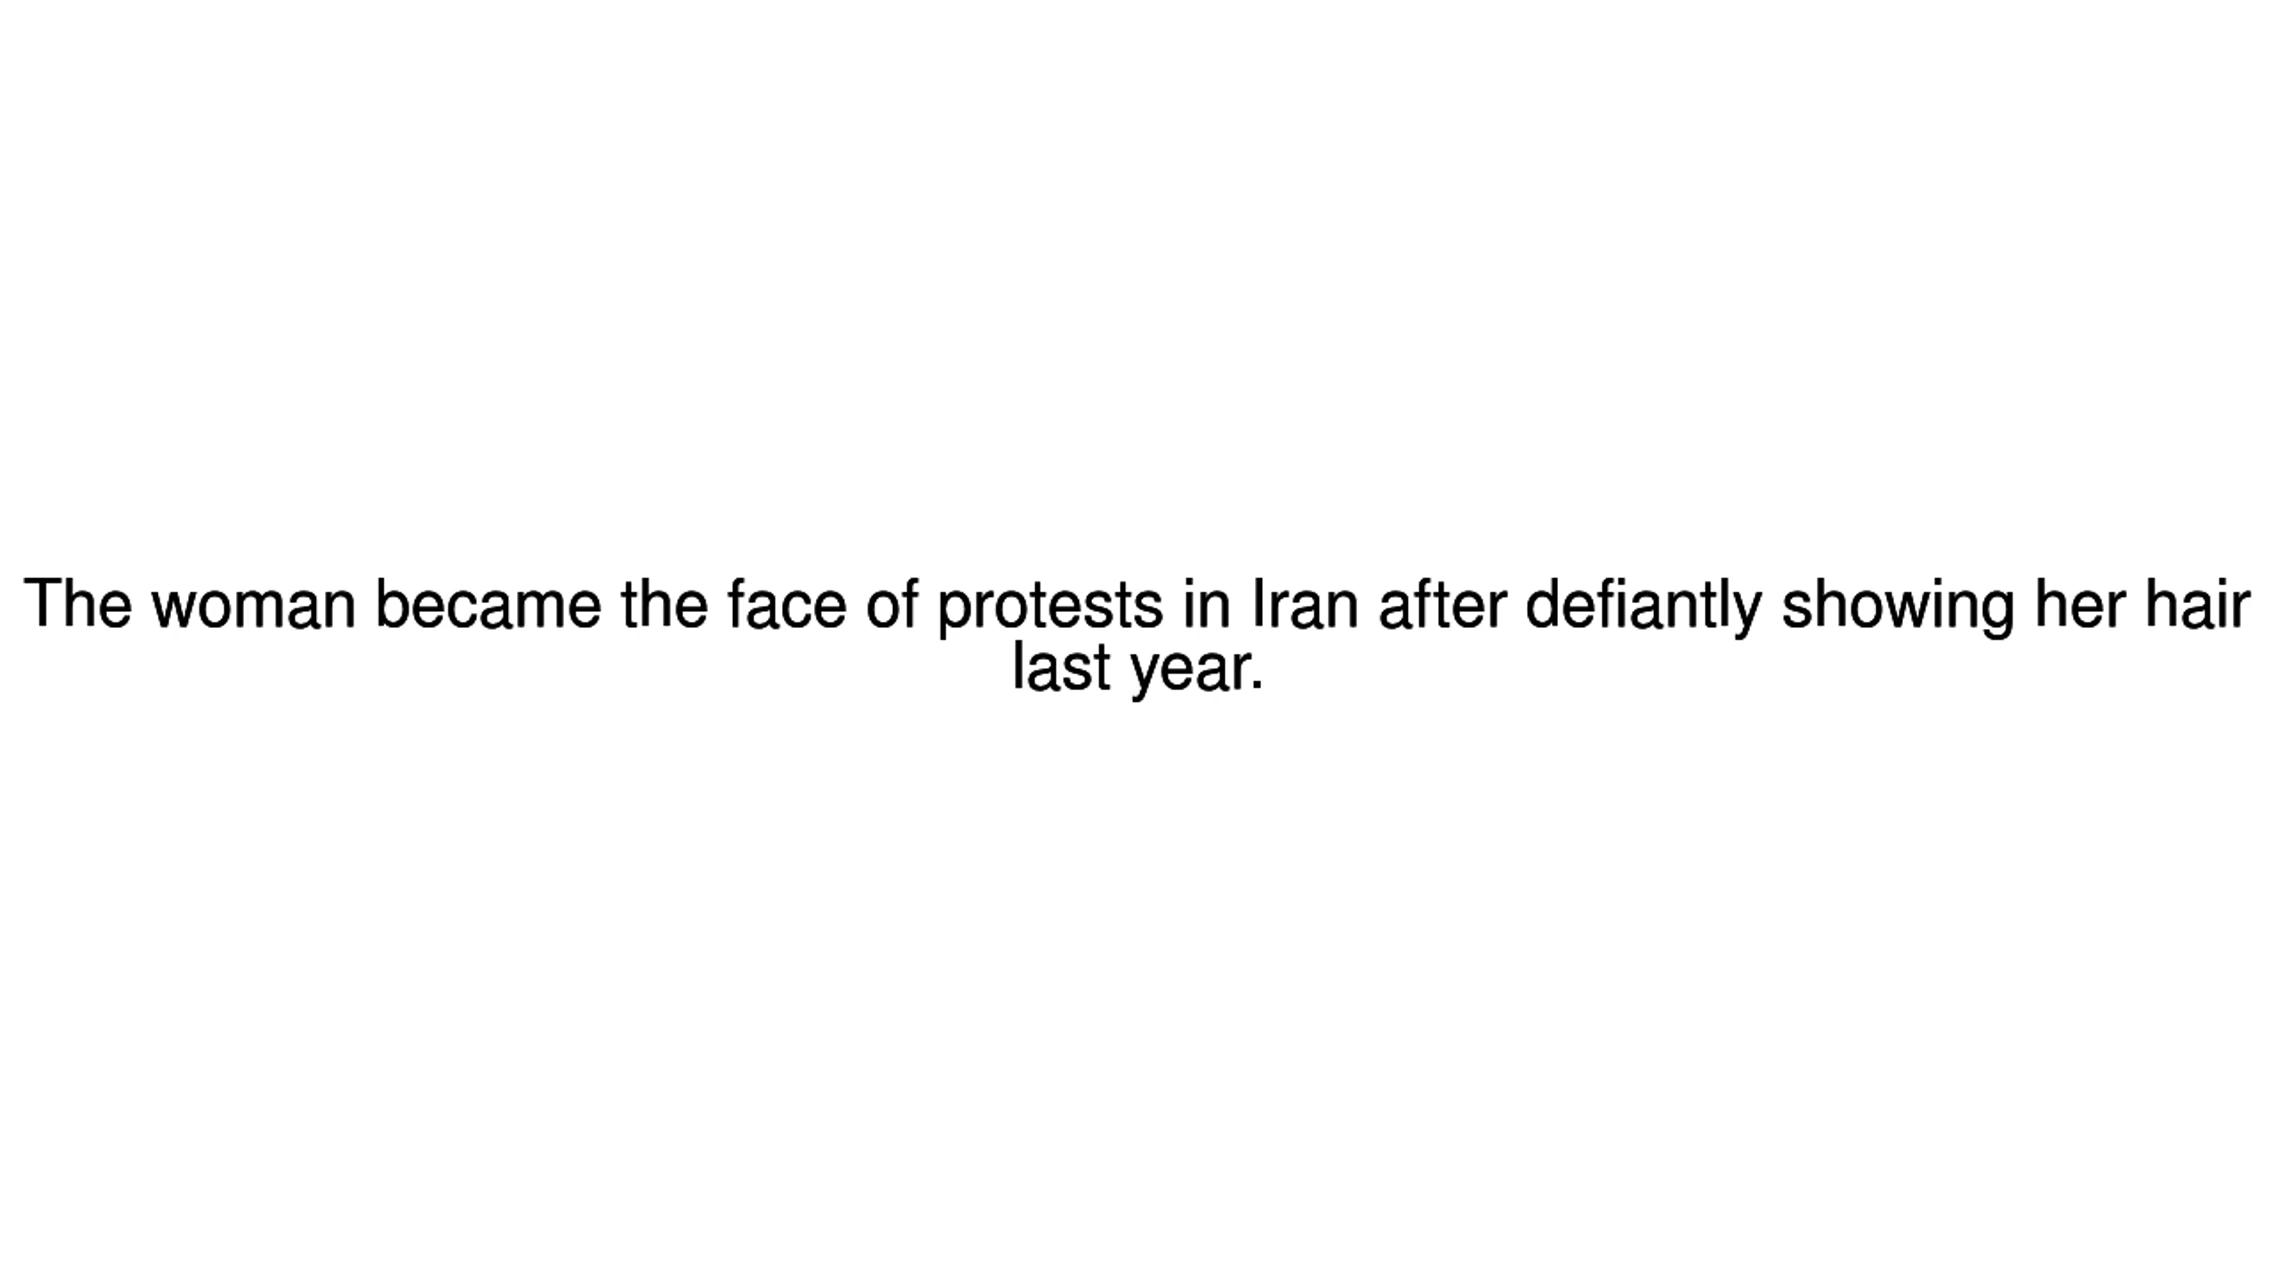 The woman became the face of protests in Iran after defiantly showing her hair
last year.